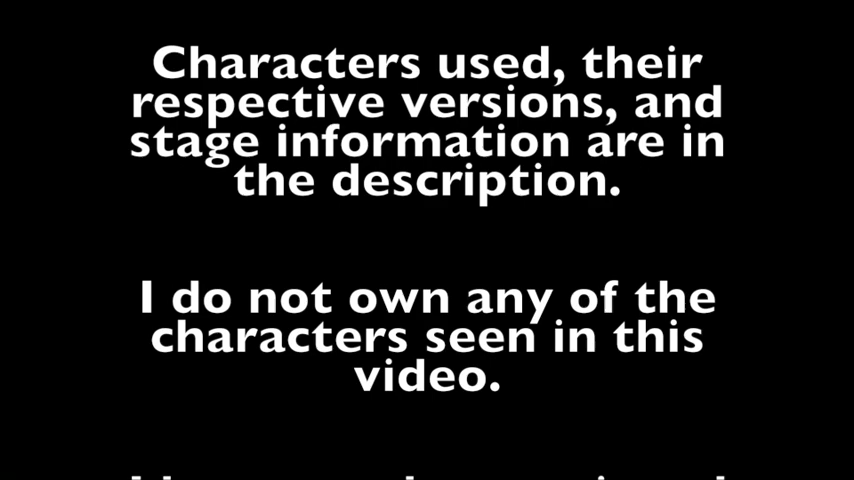 Characters used, their
respective versions, and
stage information are in
the description.
I do not own any of the
characters seen in this
video.